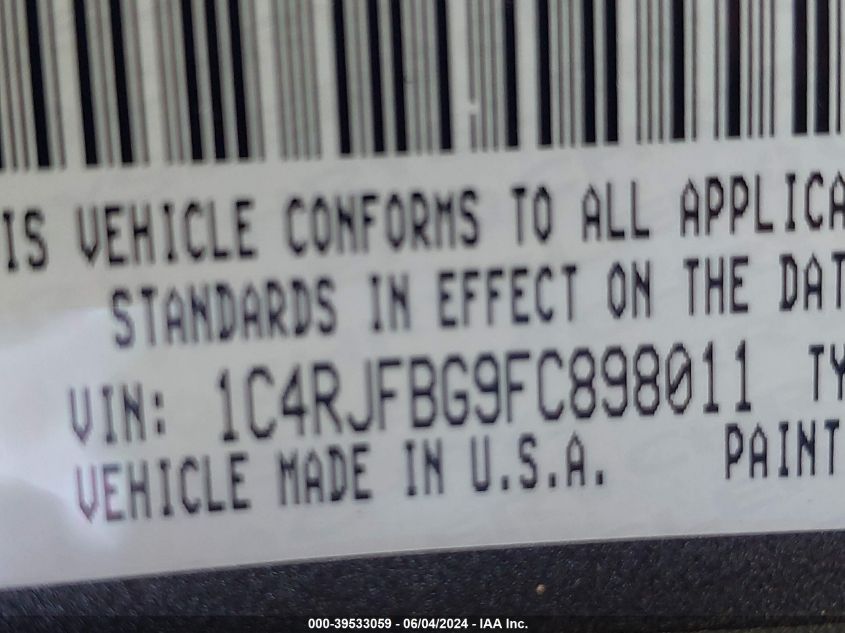 IS VEHICLE CONFORMS TO ALL APPLICA
STANDARDS IN EFFECT ON THE DAT
VIN: 1C4RJFBG9FC898011 TY
VEHICLE MADE IN U.S.A. PAINT
000-39533059 - 06/04/2024 - IAA Inc.